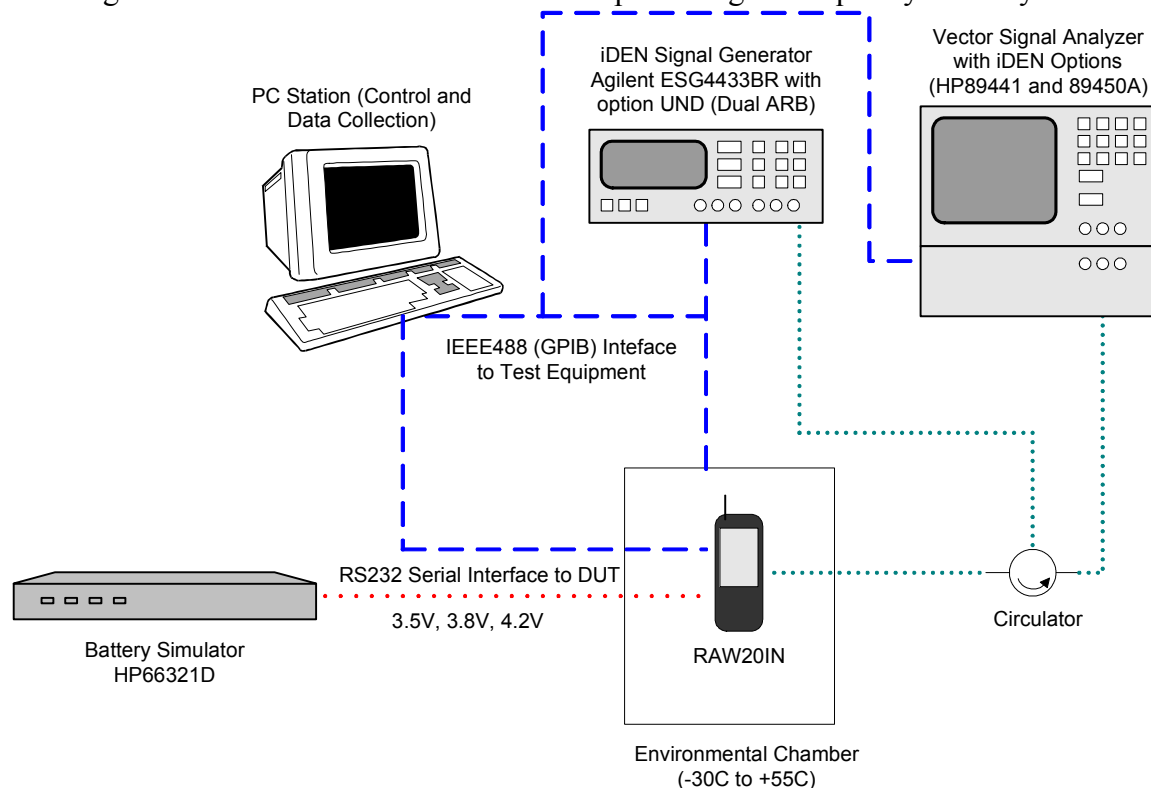 iDEN Signal Generator
Agilent ESG4433BR with
option UND (Dual ARB)
Vector Signal Analyzer
with iDEN Options
(HP89441 and 89450A)
PC Station (Control and
Data Collection)
IEEE488 (GPIB) Inteface
to Test Equipment
RS232 Serial Interface to DUT
3.5V, 3.8V, 4.2V
Battery Simulator
HP66321D
RAW20IN
Circulator
Environmental Chamber
(-30C to +55C)